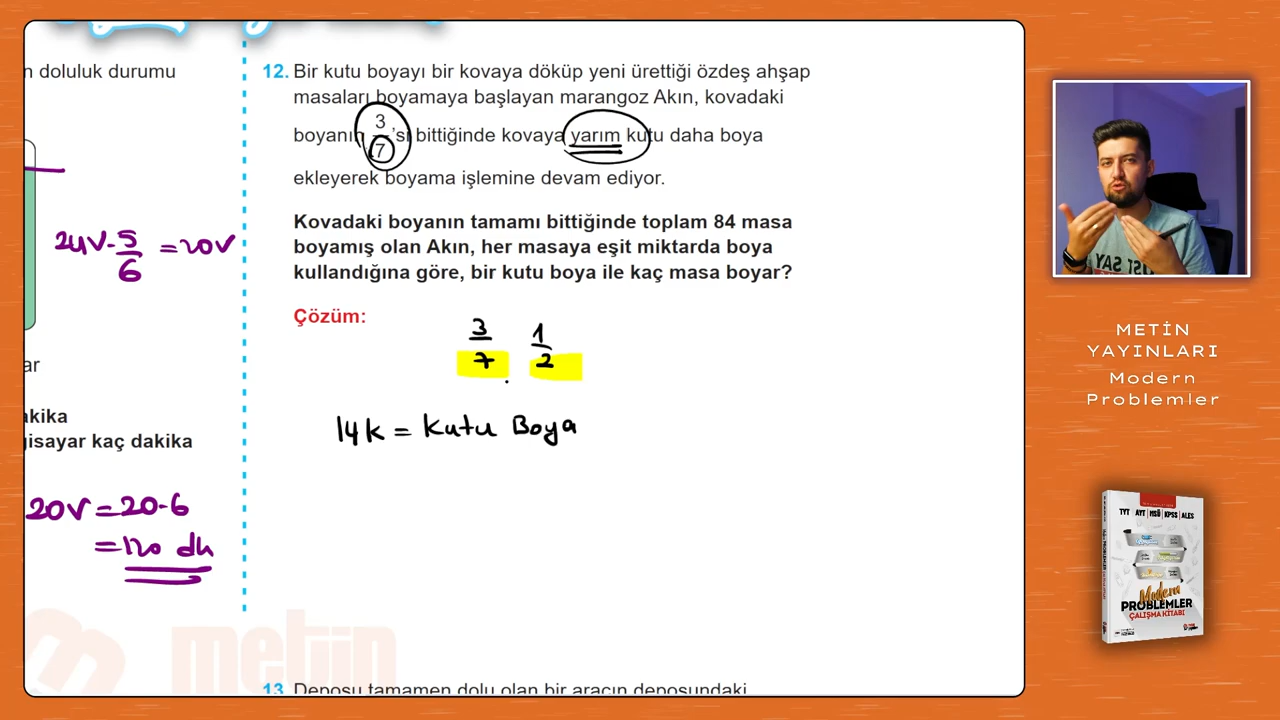 n doluluk durumu
24V·5/6=20V
ar
akika
gisayar kaç dakika
20V=20·6
=120 dk
metin
12. Bir kutu boyayı bir kovaya döküp yeni ürettiği özdeş ahşap
masaları boyamaya başlayan marangoz Akın, kovadaki
boyanın 3/7'si bittiğinde kovaya yarım kutu daha boya
ekleyerek boyama işlemine devam ediyor.
Kovadaki boyanın tamamı bittiğinde toplam 84 masa
boyamış olan Akın, her masaya eşit miktarda boya
kullandığına göre, bir kutu boya ile kaç masa boyar?
Çözüm:
3/7 1/2
14k = Kutu Boya
13 Deposu tamamen dolu olan bir aracın deposundaki
METİN
YAYINLARI
Modern
Problemler
TYT AYT MSÜ KPSS ALES
Modern
PROBLEMLER
ÇALIŞMA KİTABI